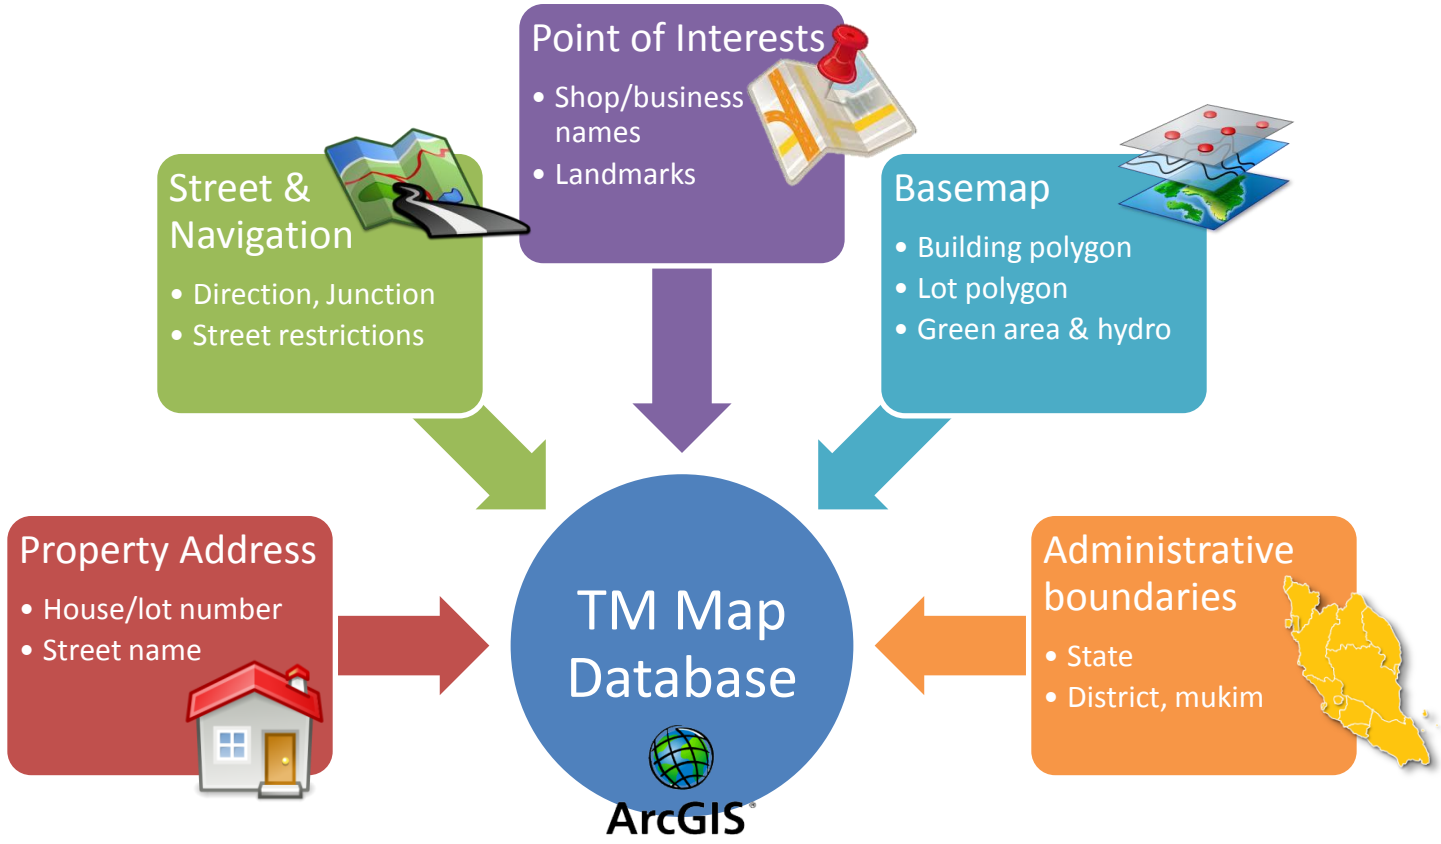 Point of Interests
• Shop/business
names
• Landmarks
Street &
Navigation
• Direction, Junction
• Street restrictions
Basemap
• Building polygon
• Lot polygon
• Green area & hydro
Property Address
• House/lot number
• Street name
Administrative
boundaries
• State
• District, mukim
TM Map
Database
ArcGIS®